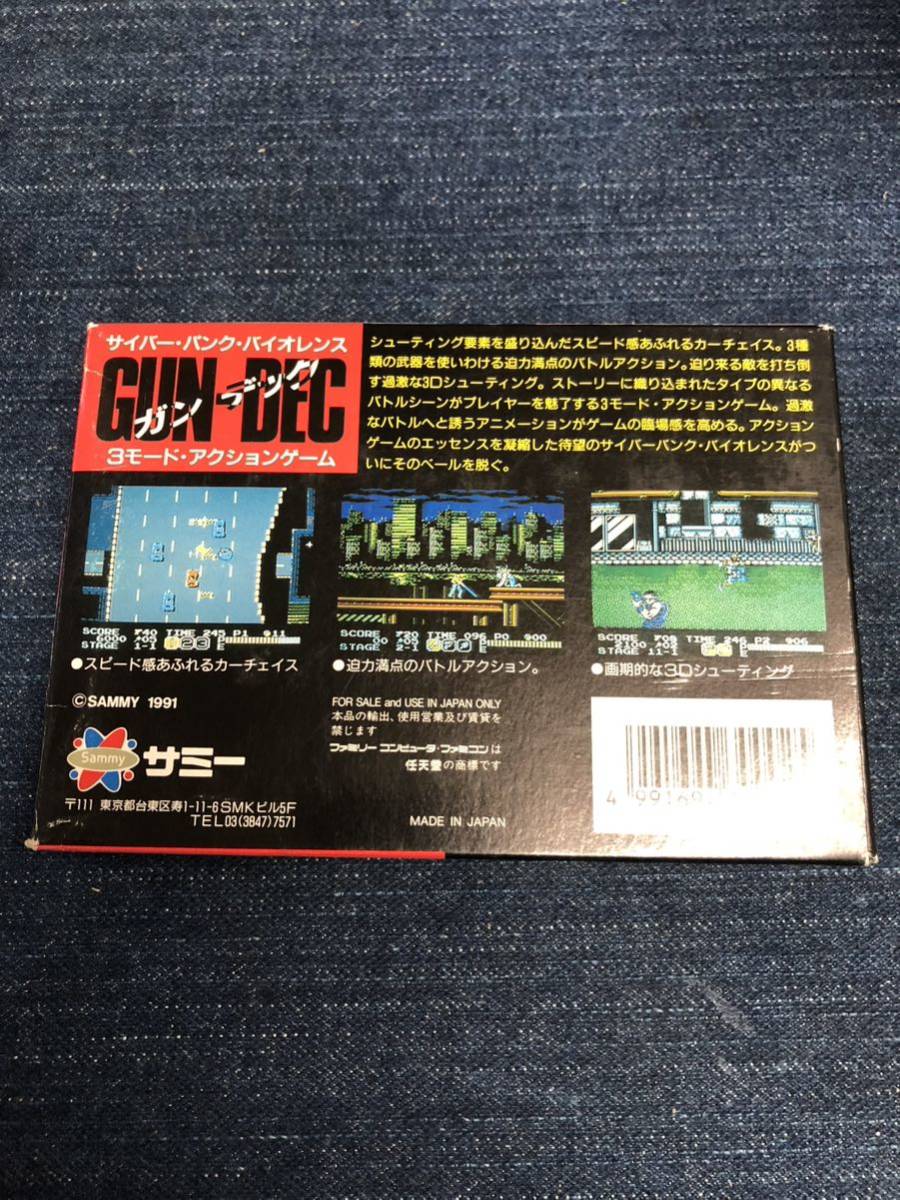 サイバー・パンク・バイオレンス
GUN-DEC
ガンデック
3モード・アクションゲーム
シューティング要素を盛り込んだスピード感あふれるカーチェイス。3種
類の武器を使いわける迫力満点のバトルアクション。迫り来る敵を打ち倒
す過激な3Dシューティング。ストーリーに織り込まれたタイプの異なる
バトルシーンがプレイヤーを魅了する3モード・アクションゲーム。過激
なバトルへと誘うアニメーションがゲームの臨場感を高める。アクション
ゲームのエッセンスを凝縮した待望のサイバーパンク・バイオレンスがつ
いにそのベールを脱ぐ。
SCORE 40 TIME 245 P1 911
6000 05
STAGE 1-1 E
SCORE 20 TIME 096 P0 900
00 05 P
STAGE 2-1 E
SCORE 05 TIME 246 P2 906
2100 05 P
STAGE 11-1 E
●スピード感あふれるカーチェイス
●迫力満点のバトルアクション。
●画期的な3Dシューティング
©SAMMY 1991
Sammy サミー
〒111 東京都台東区寿1-11-6SMKビル5F
TEL03(3847)7571
FOR SALE and USE IN JAPAN ONLY
本品の輸出、使用営業及び賃貸を
禁じます
ファミリーコンピュータ・ファミコンは
任天堂の商標です
MADE IN JAPAN